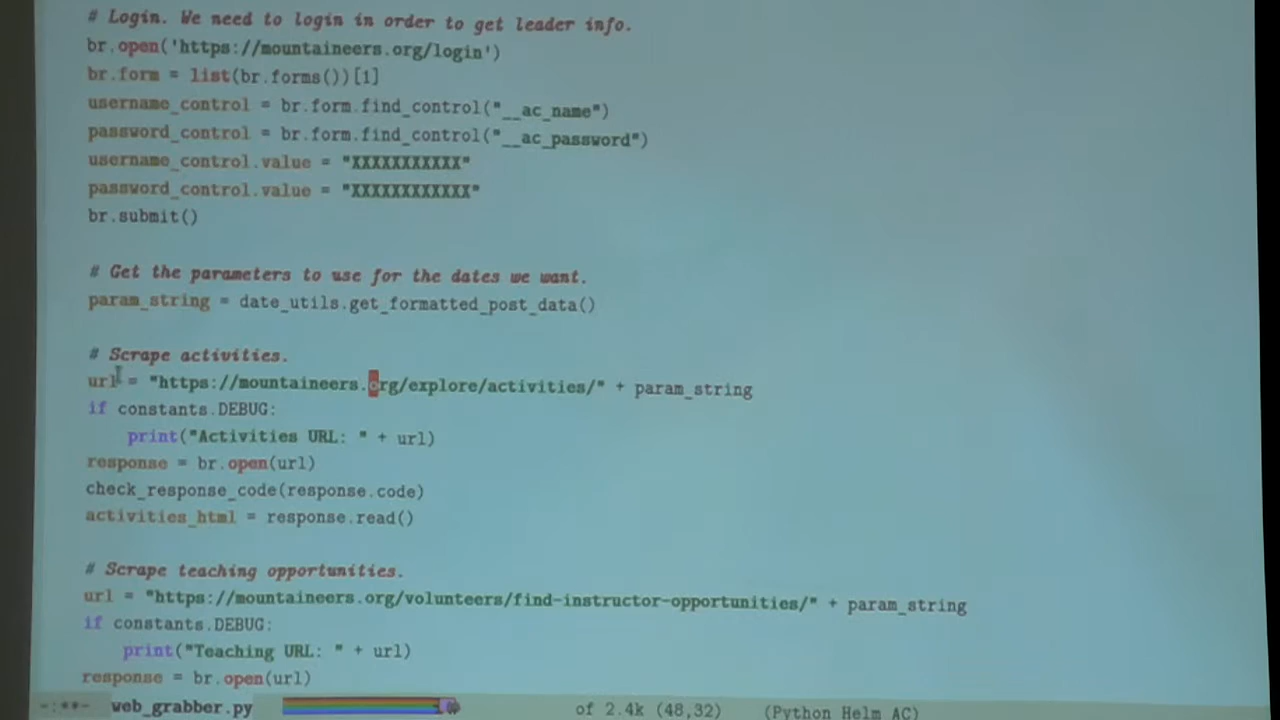 # Login. We need to login in order to get leader info.
br.open('https://mountaineers.org/login')
br.form = list(br.forms())[1]
username_control = br.form.find_control("__ac_name")
password_control = br.form.find_control("__ac_password")
username_control.value = "XXXXXXXXXXX"
password_control.value = "XXXXXXXXXXXX"
br.submit()
# Get the parameters to use for the dates we want.
param_string = date_utils.get_formatted_post_data()
# Scrape activities.
url = "https://mountaineers.org/explore/activities/" + param_string
if constants.DEBUG:
print("Activities URL: " + url)
response = br.open(url)
check_response_code(response.code)
activities_html = response.read()
# Scrape teaching opportunities.
url = "https://mountaineers.org/volunteers/find-instructor-opportunities/" + param_string
if constants.DEBUG:
print("Teaching URL: " + url)
response = br.open(url)
-:**- web_grabber.py of 2.4k (48,32) (Python Helm AC)